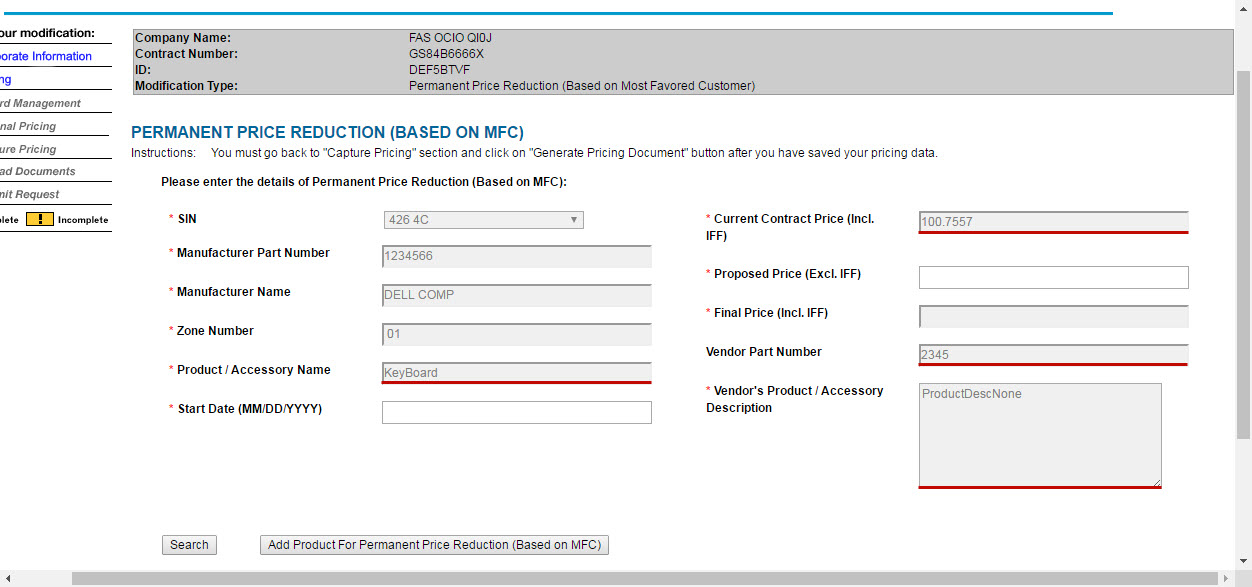 our modification:
orate Information
ng
rd Management
nal Pricing
ure Pricing
ad Documents
nit Request
lete ! Incomplete
Company Name: FAS OCIO QI0J
Contract Number: GS84B6666X
ID: DEF5BTVF
Modification Type: Permanent Price Reduction (Based on Most Favored Customer)
PERMANENT PRICE REDUCTION (BASED ON MFC)
Instructions: You must go back to "Capture Pricing" section and click on "Generate Pricing Document" button after you have saved your pricing data.
Please enter the details of Permanent Price Reduction (Based on MFC):
* SIN 426 4C
* Manufacturer Part Number 1234566
* Manufacturer Name DELL COMP
* Zone Number 01
* Product / Accessory Name KeyBoard
* Start Date (MM/DD/YYYY)
* Current Contract Price (Incl. 100.7557
IFF)
* Proposed Price (Excl. IFF)
* Final Price (Incl. IFF)
Vendor Part Number 2345
* Vendor's Product / Accessory ProductDescNone
Description
Search Add Product For Permanent Price Reduction (Based on MFC)